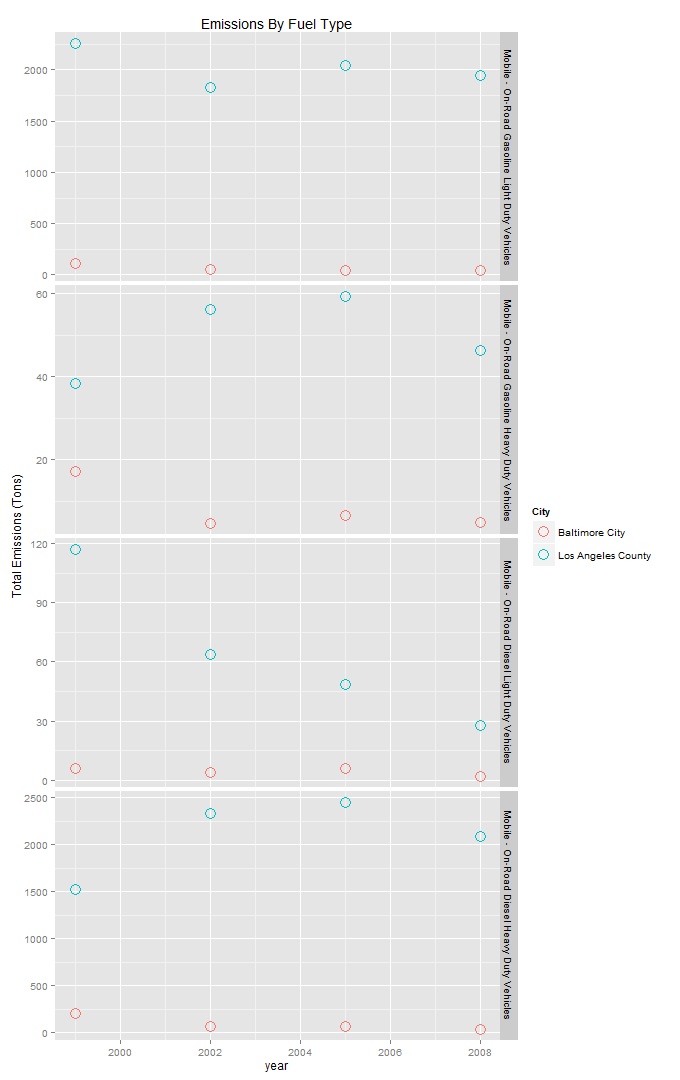 Emissions By Fuel Type
Total Emissions (Tons)
2000
1500
1000
500
0
Mobile - On-Road Gasoline Light Duty Vehicles
60
40
20
Mobile - On-Road Gasoline Heavy Duty Vehicles
120
90
60
30
0
Mobile - On-Road Diesel Light Duty Vehicles
2500
2000
1500
1000
500
0
Mobile - On-Road Diesel Heavy Duty Vehicles
2000 2002 2004 2006 2008
year
City
Baltimore City
Los Angeles County